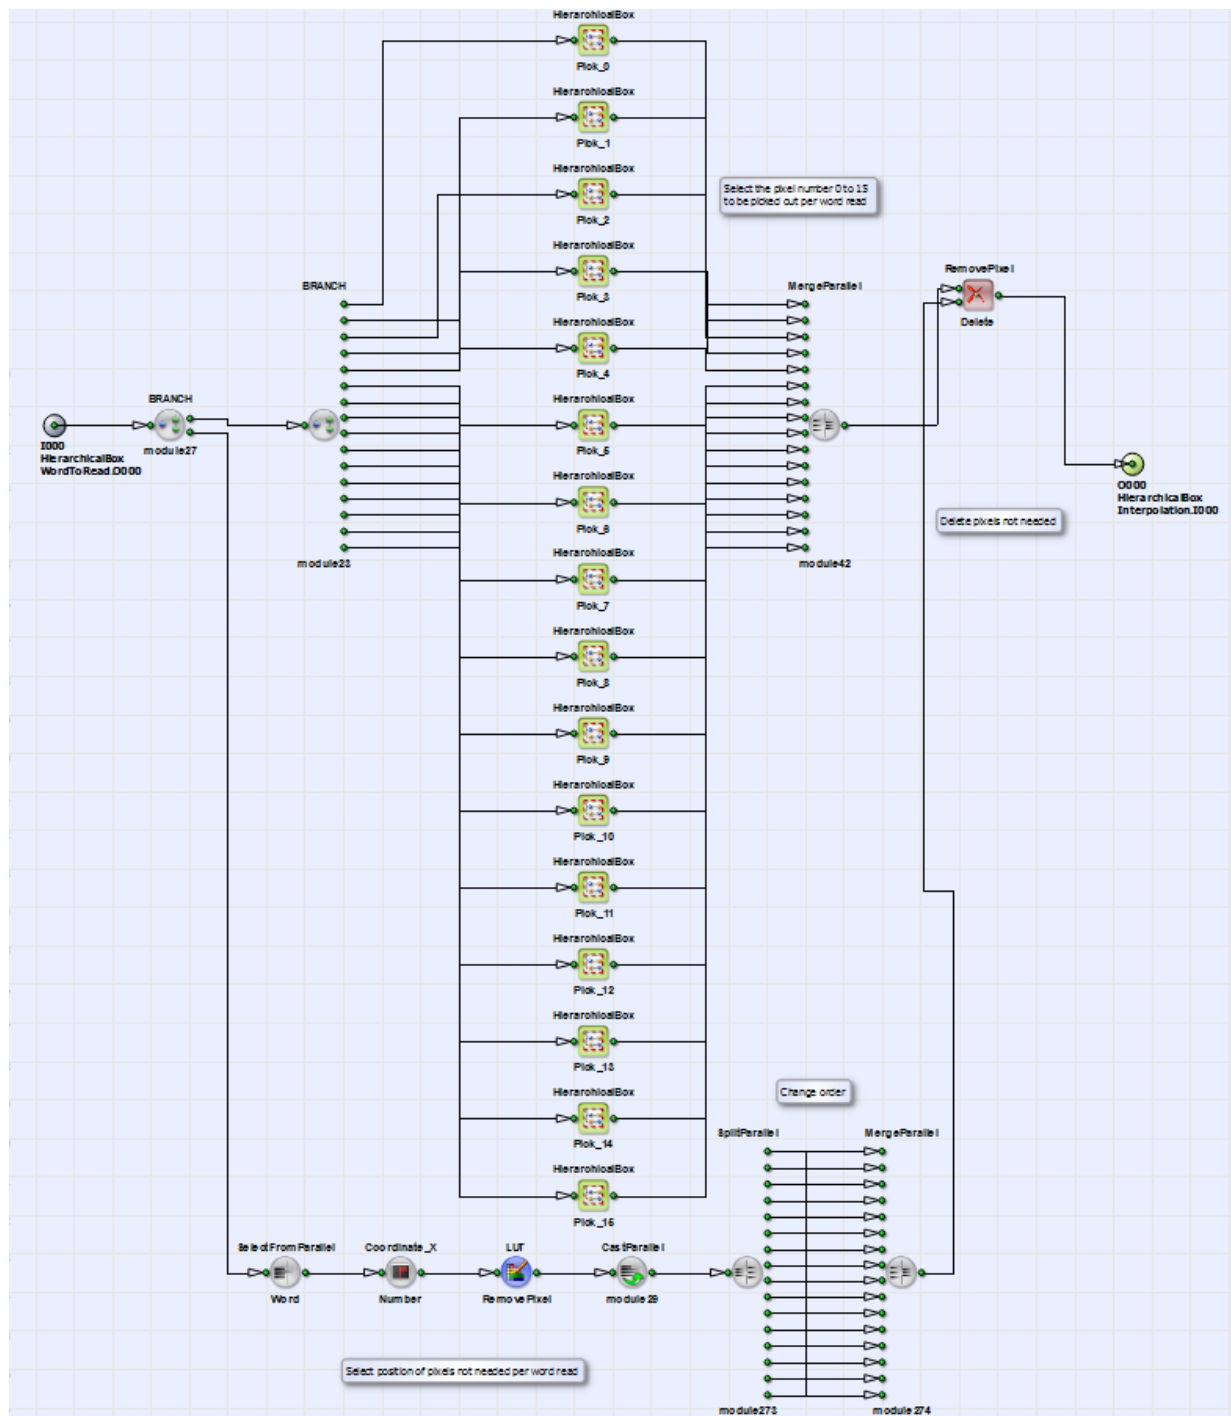 HierarchicalBox
Pick_0
HierarchicalBox
Pick_1
HierarchicalBox
Pick_2
HierarchicalBox
Pick_3
HierarchicalBox
Pick_4
HierarchicalBox
Pick_5
HierarchicalBox
Pick_6
HierarchicalBox
Pick_7
HierarchicalBox
Pick_8
HierarchicalBox
Pick_9
HierarchicalBox
Pick_10
HierarchicalBox
Pick_11
HierarchicalBox
Pick_12
HierarchicalBox
Pick_13
HierarchicalBox
Pick_14
HierarchicalBox
Pick_15
Select the pixel number 0 to 15
to be picked out per word read
BRANCH
module23
MergeParallel
module42
RemovePixel
Delete
BRANCH
module27
I000
HierarchicalBox
WordToRead.O000
O000
HierarchicalBox
Interpolation.I000
Delete pixels not needed
Change order
SplitParallel
module273
MergeParallel
module274
SelectFromParallel
Word
Coordinate_X
Number
LUT
RemovePixel
CastParallel
module29
Select position of pixels not needed per word read